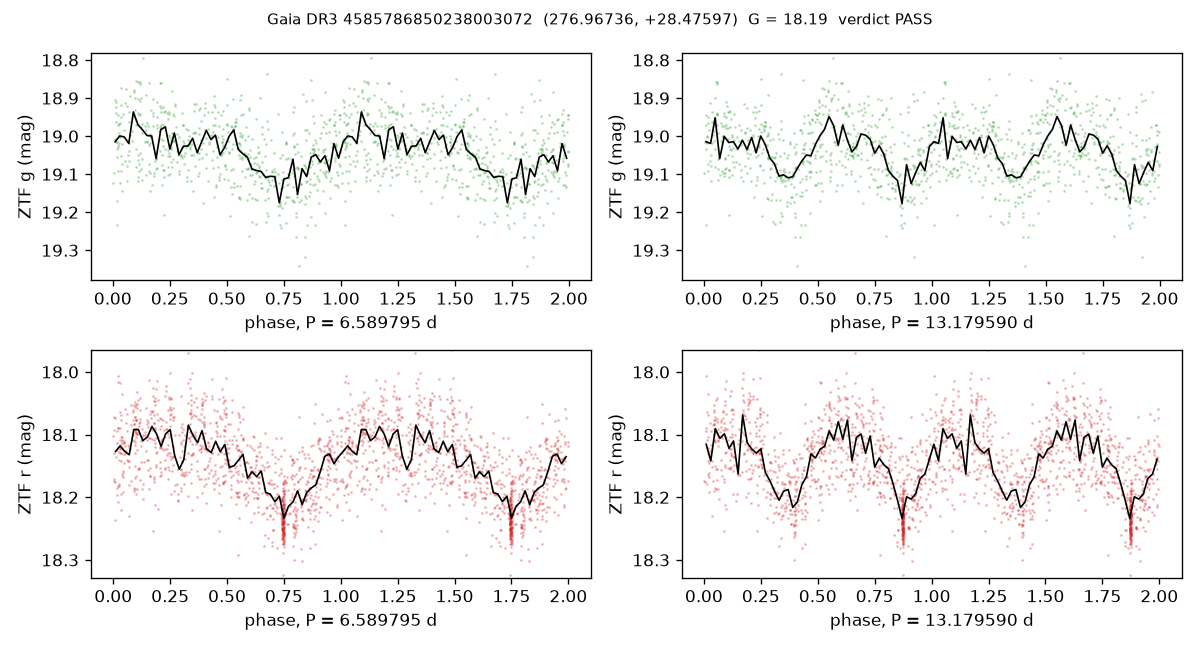 Gaia DR3 4585786850238003072 (276.96736, +28.47597) G = 18.19 verdict PASS
ZTF g (mag)
18.8
18.9
19.0
19.1
19.2
19.3
0.00 0.25 0.50 0.75 1.00 1.25 1.50 1.75 2.00
phase, P = 6.589795 d
ZTF g (mag)
18.8
18.9
19.0
19.1
19.2
19.3
0.00 0.25 0.50 0.75 1.00 1.25 1.50 1.75 2.00
phase, P = 13.179590 d
ZTF r (mag)
18.0
18.1
18.2
18.3
0.00 0.25 0.50 0.75 1.00 1.25 1.50 1.75 2.00
phase, P = 6.589795 d
ZTF r (mag)
18.0
18.1
18.2
18.3
0.00 0.25 0.50 0.75 1.00 1.25 1.50 1.75 2.00
phase, P = 13.179590 d